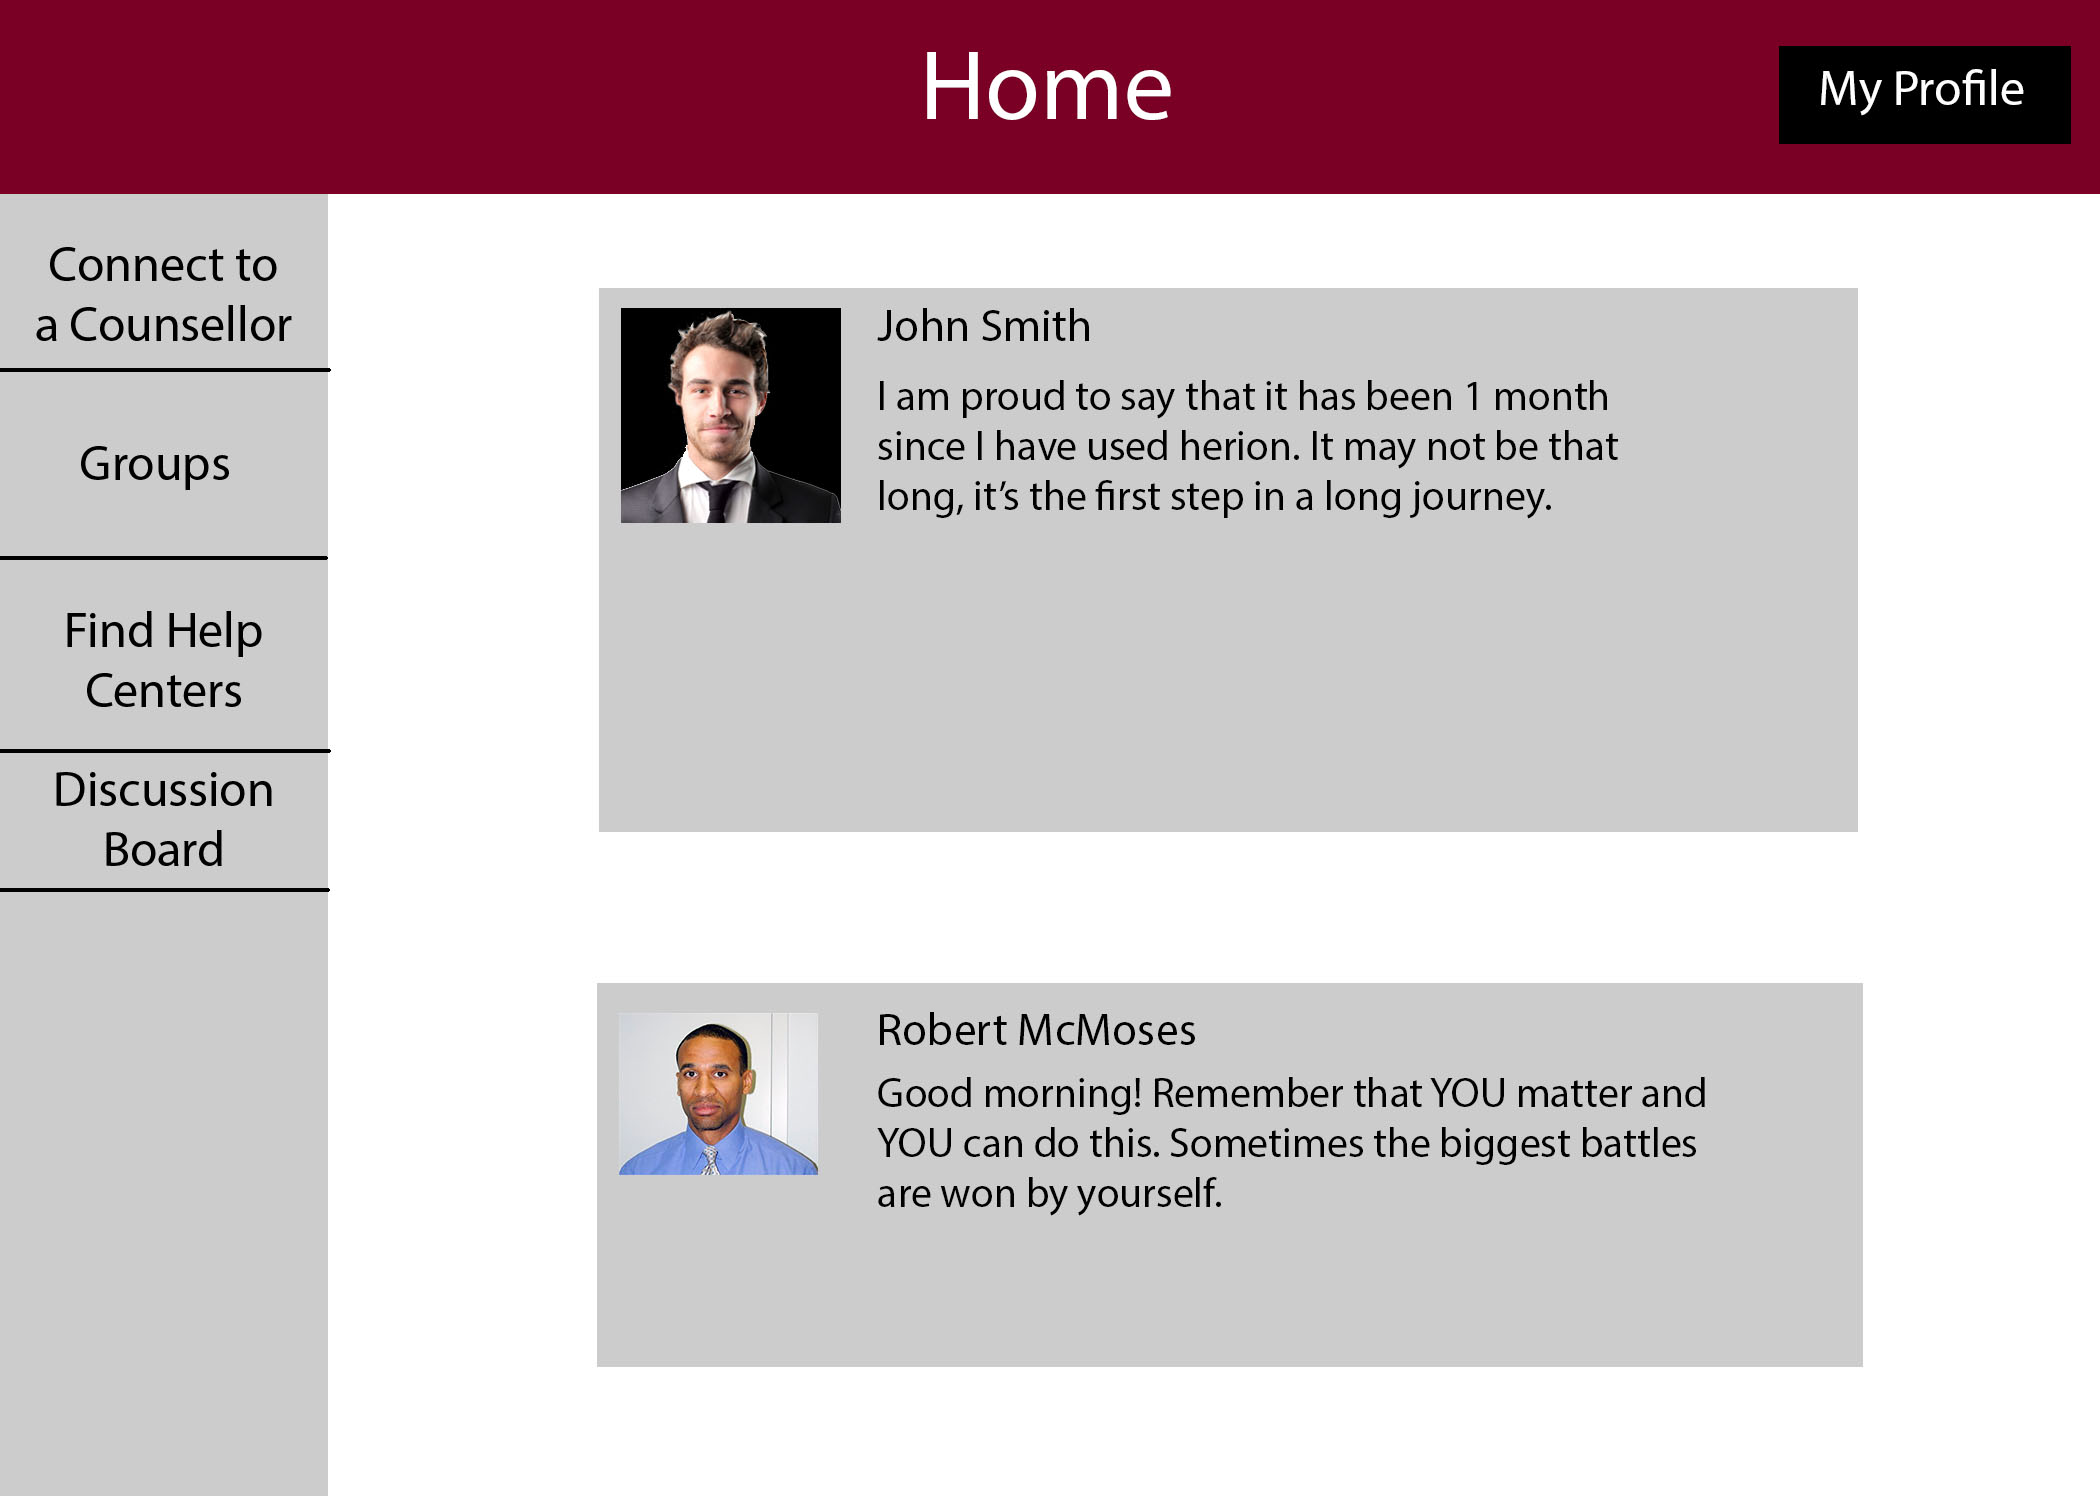 Home
My Profile
Connect to
a Counsellor
Groups
Find Help
Centers
Discussion
Board
John Smith
I am proud to say that it has been 1 month
since I have used herion. It may not be that
long, it’s the first step in a long journey.
Robert McMoses
Good morning! Remember that YOU matter and
YOU can do this. Sometimes the biggest battles
are won by yourself.